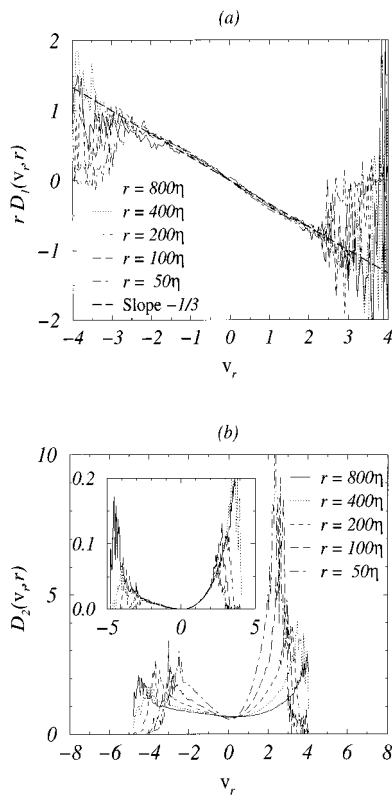 (a)
2
1
0
−1
−2
r D₁(vᵣ,r)
r = 800η
r = 400η
r = 200η
r = 100η
r = 50η
Slope −1/3
−4 −3 −2 −1 0 1 2 3 4
vᵣ
(b)
10
5
0
D₂(vᵣ,r)
0.2
0.1
0.0
−5 0 5
r = 800η
r = 400η
r = 200η
r = 100η
r = 50η
−8 −6 −4 −2 0 2 4 6 8
vᵣ